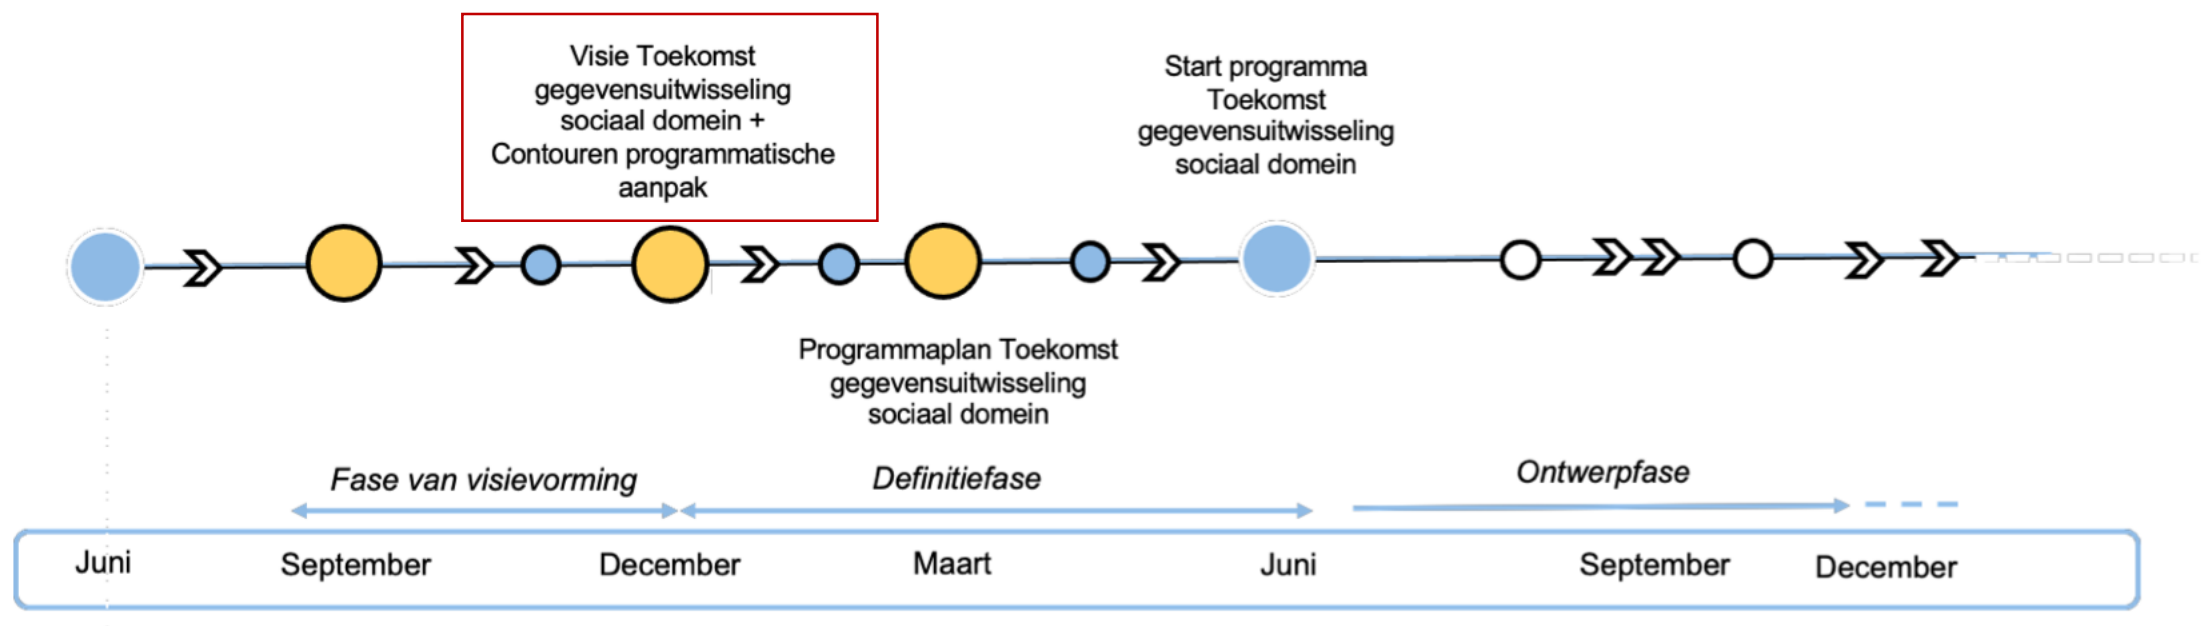 Visie Toekomst
gegevensuitwisseling
sociaal domein +
Contouren programmatische
aanpak
Start programma
Toekomst
gegevensuitwisseling
sociaal domein
Programmaplan Toekomst
gegevensuitwisseling
sociaal domein
Fase van visievorming
Definitiefase
Ontwerpfase
Juni
September
December
Maart
Juni
September
December